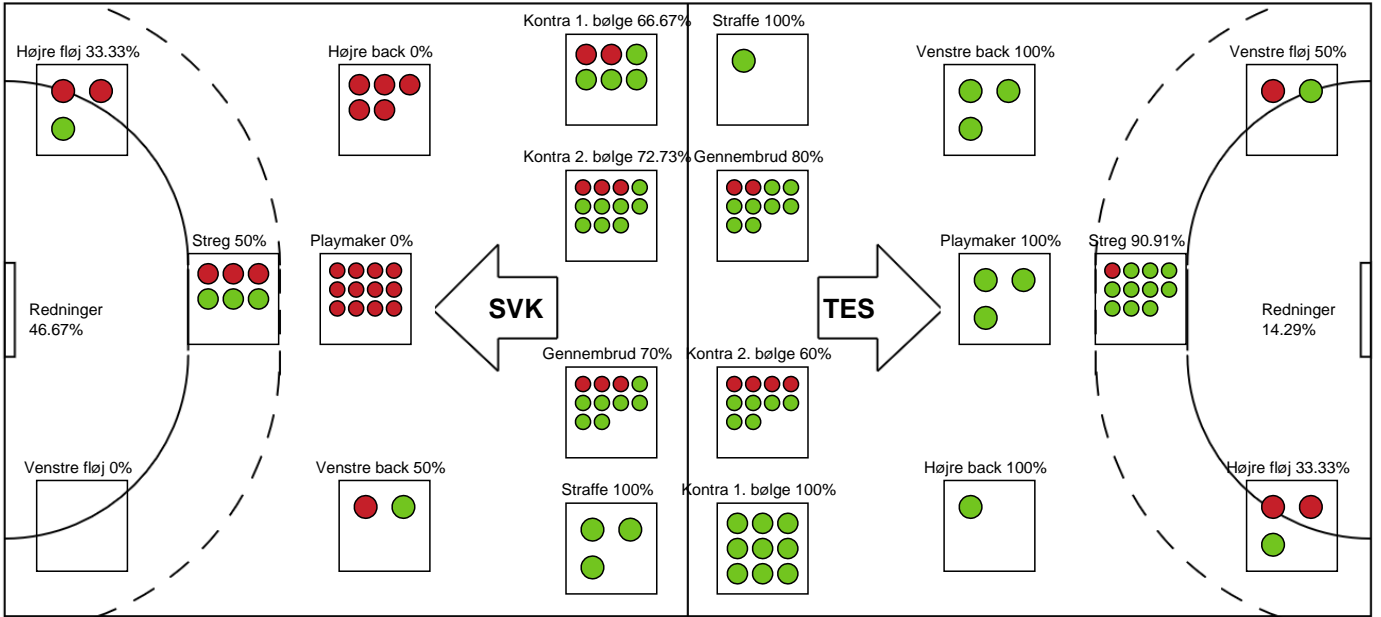 Kontra 1. bølge 66.67%
Straffe 100%
Højre fløj 33.33%
Højre back 0%
Venstre back 100%
Venstre fløj 50%
Kontra 2. bølge 72.73%
Gennembrud 80%
Streg 50%
Playmaker 0%
Playmaker 100%
Streg 90.91%
Redninger
46.67%
SVK
TES
Redninger
14.29%
Gennembrud 70%
Kontra 2. bølge 60%
Venstre fløj 0%
Venstre back 50%
Højre back 100%
Højre fløj 33.33%
Straffe 100%
Kontra 1. bølge 100%